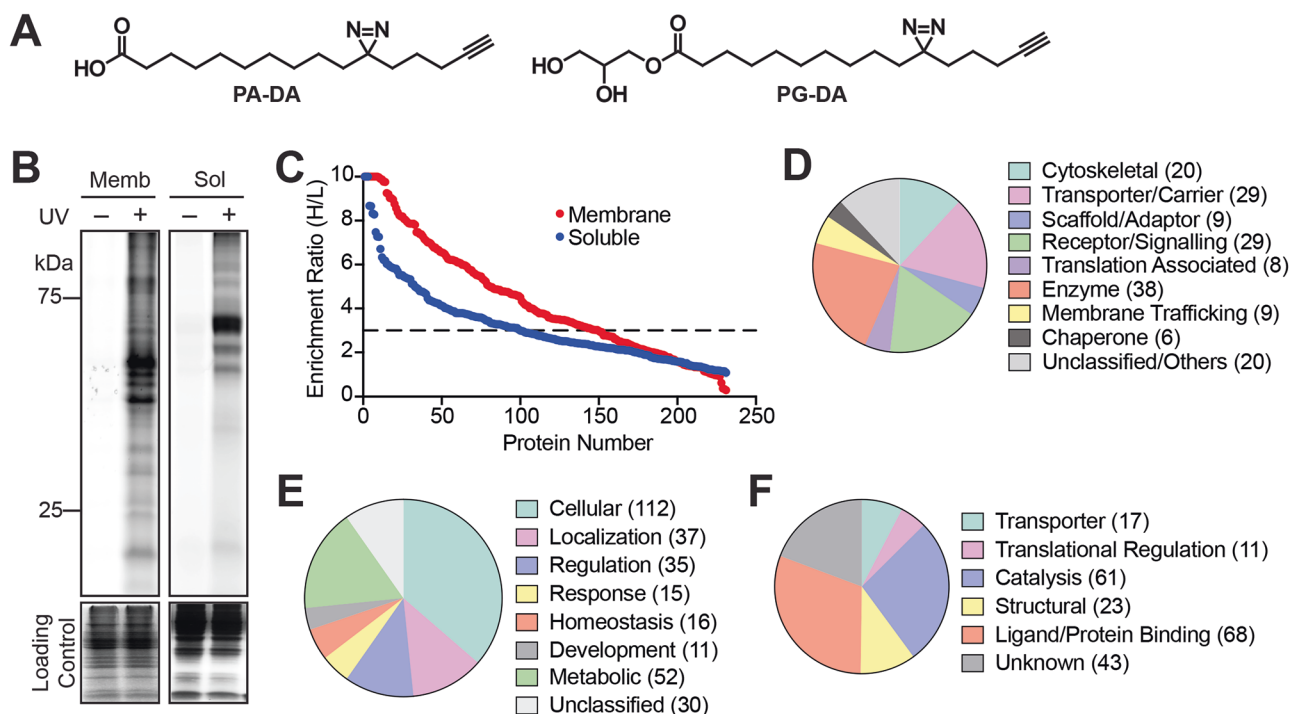 A
O
HO
N=N
PA-DA
HO
OH
O
O
N=N
PG-DA
B
Memb
Sol
UV
– + – +
kDa
75
25
Loading
Control
C
Enrichment Ratio (H/L)
10
8
6
4
2
0
0 50 100 150 200 250
Protein Number
Membrane
Soluble
D
Cytoskeletal (20)
Transporter/Carrier (29)
Scaffold/Adaptor (9)
Receptor/Signalling (29)
Translation Associated (8)
Enzyme (38)
Membrane Trafficking (9)
Chaperone (6)
Unclassified/Others (20)
E
Cellular (112)
Localization (37)
Regulation (35)
Response (15)
Homeostasis (16)
Development (11)
Metabolic (52)
Unclassified (30)
F
Transporter (17)
Translational Regulation (11)
Catalysis (61)
Structural (23)
Ligand/Protein Binding (68)
Unknown (43)